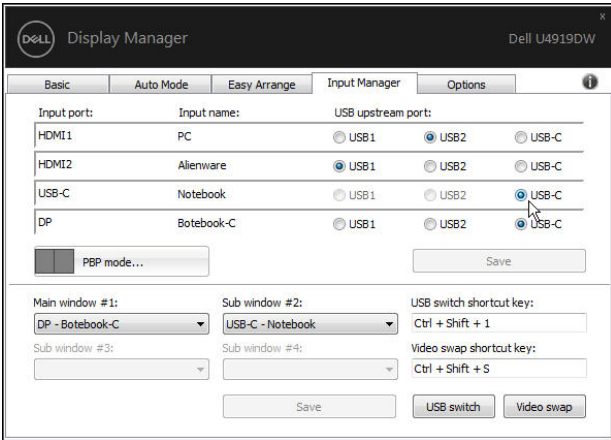 DELL Display Manager Dell U4919DW
x
Basic Auto Mode Easy Arrange Input Manager Options i
Input port: Input name: USB upstream port:
HDMI1 PC USB1 USB2 USB-C
HDMI2 Alienware USB1 USB2 USB-C
USB-C Notebook USB1 USB2 USB-C
DP Botebook-C USB1 USB2 USB-C
PBP mode... Save
Main window #1: Sub window #2: USB switch shortcut key:
DP - Botebook-C USB-C - Notebook Ctrl + Shift + 1
Sub window #3: Sub window #4: Video swap shortcut key:
Ctrl + Shift + S
Save USB switch Video swap